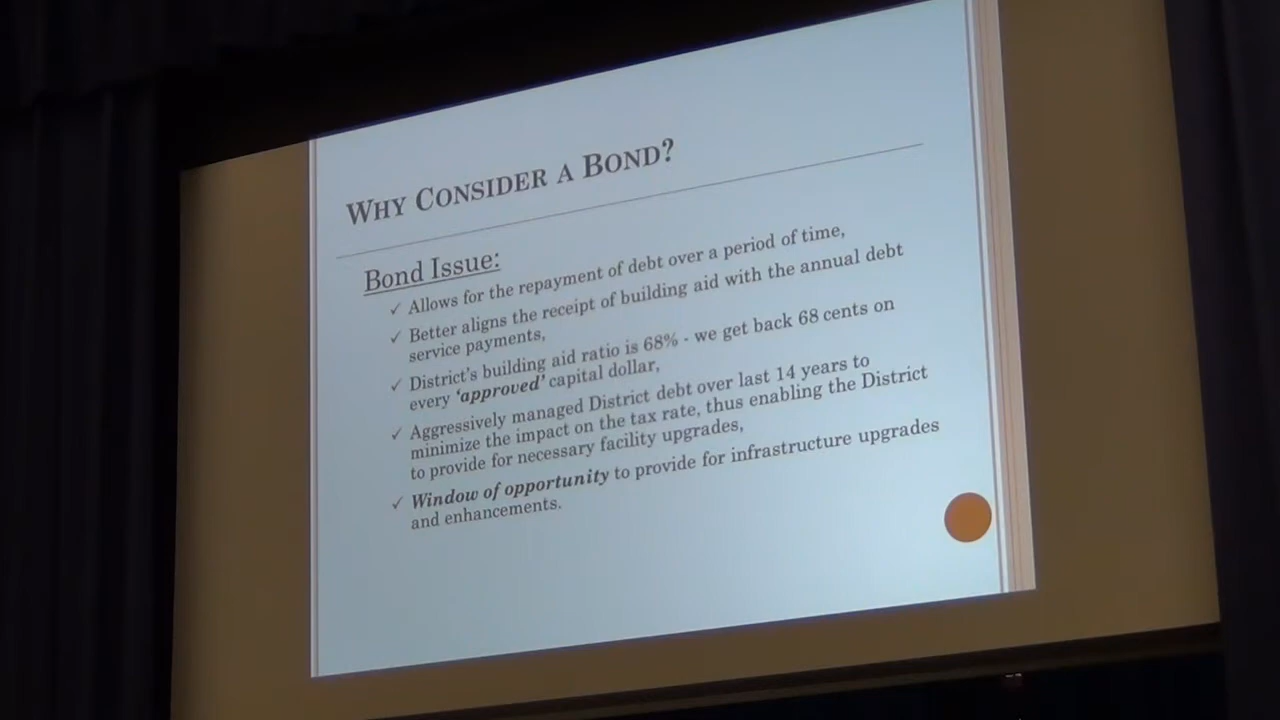 WHY CONSIDER A BOND?
Bond Issue:
✓ Allows for the repayment of debt over a period of time,
✓ Better aligns the receipt of building aid with the annual debt
service payments,
✓ District's building aid ratio is 68% - we get back 68 cents on
every 'approved' capital dollar,
✓ Aggressively managed District debt over last 14 years to
minimize the impact on the tax rate, thus enabling the District
to provide for necessary facility upgrades,
✓ Window of opportunity to provide for infrastructure upgrades
and enhancements.